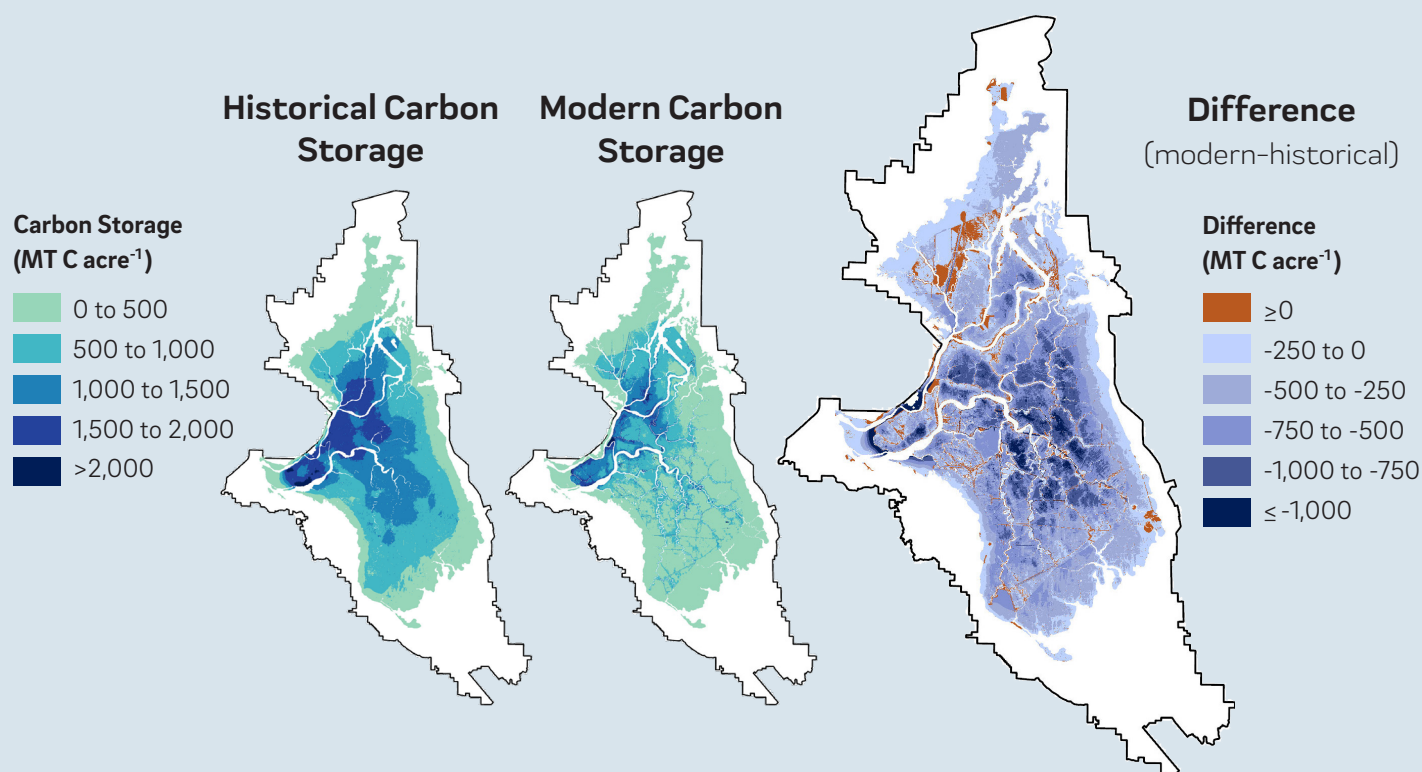 Historical Carbon
Storage
Modern Carbon
Storage
Difference
(modern-historical)
Carbon Storage
(MT C acre⁻¹)
0 to 500
500 to 1,000
1,000 to 1,500
1,500 to 2,000
>2,000
Difference
(MT C acre⁻¹)
≥0
-250 to 0
-500 to -250
-750 to -500
-1,000 to -750
≤ -1,000